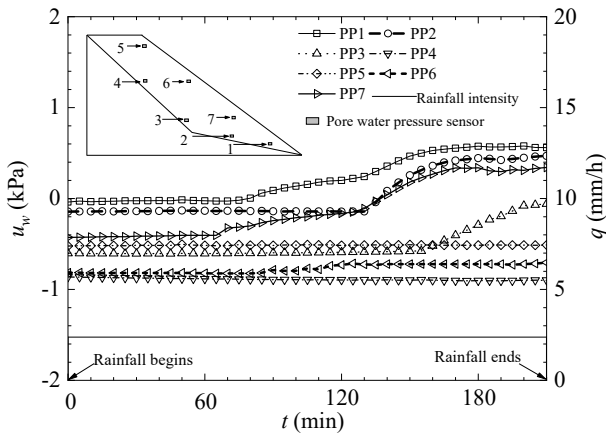 2
1
0
-1
-2
u_w (kPa)
20
15
10
5
0
q (mm/h)
0
60
120
180
t (min)
PP1
PP2
PP3
PP4
PP5
PP6
PP7
Rainfall intensity
Pore water pressure sensor
5
4
6
3
7
2
1
Rainfall begins
Rainfall ends